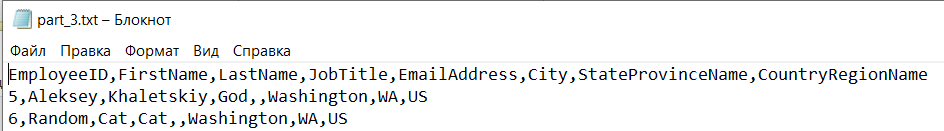 part_3.txt – Блокнот
Файл Правка Формат Вид Справка
EmployeeID,FirstName,LastName,JobTitle,EmailAddress,City,StateProvinceName,CountryRegionName
5,Aleksey,Khaletskiy,God,,Washington,WA,US
6,Random,Cat,Cat,,Washington,WA,US